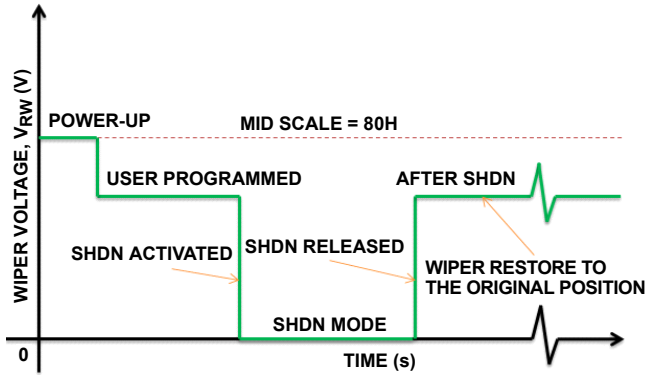 POWER-UP
MID SCALE = 80H
USER PROGRAMMED
AFTER SHDN
SHDN ACTIVATED
SHDN RELEASED
WIPER RESTORE TO
THE ORIGINAL POSITION
SHDN MODE
0
TIME (s)
WIPER VOLTAGE, VRW (V)